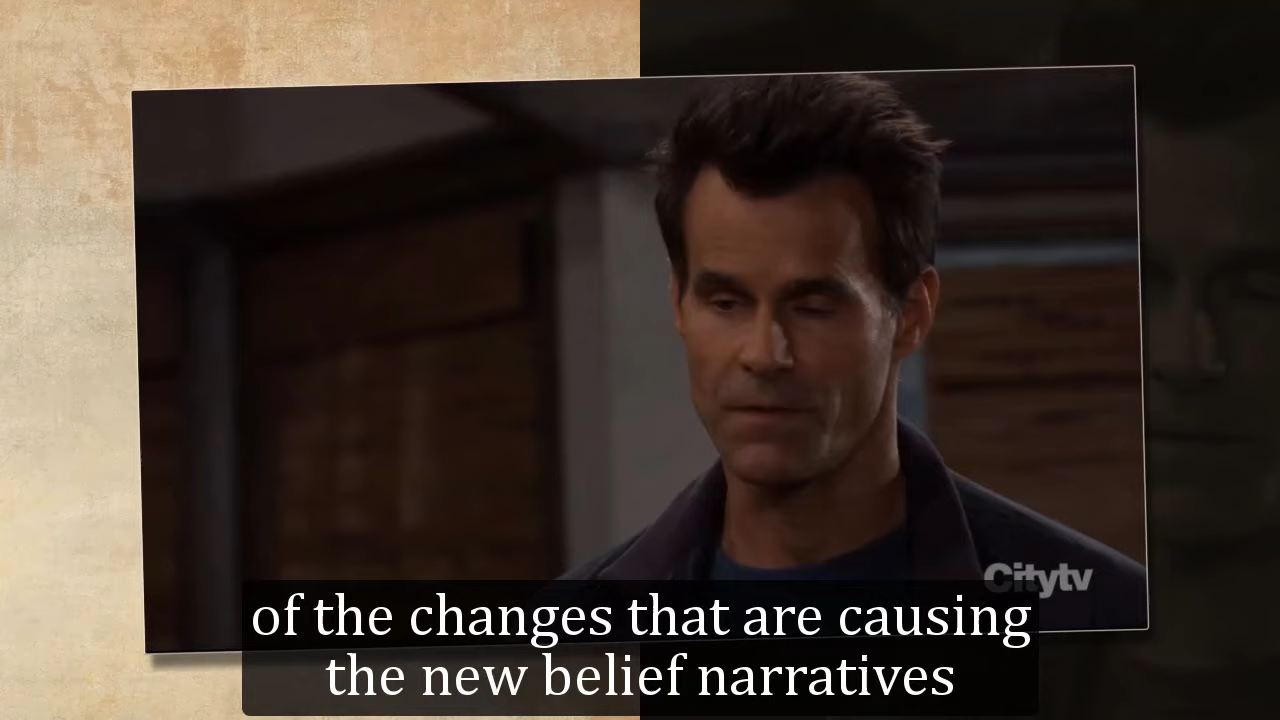 Citytv
of the changes that are causing
the new belief narratives